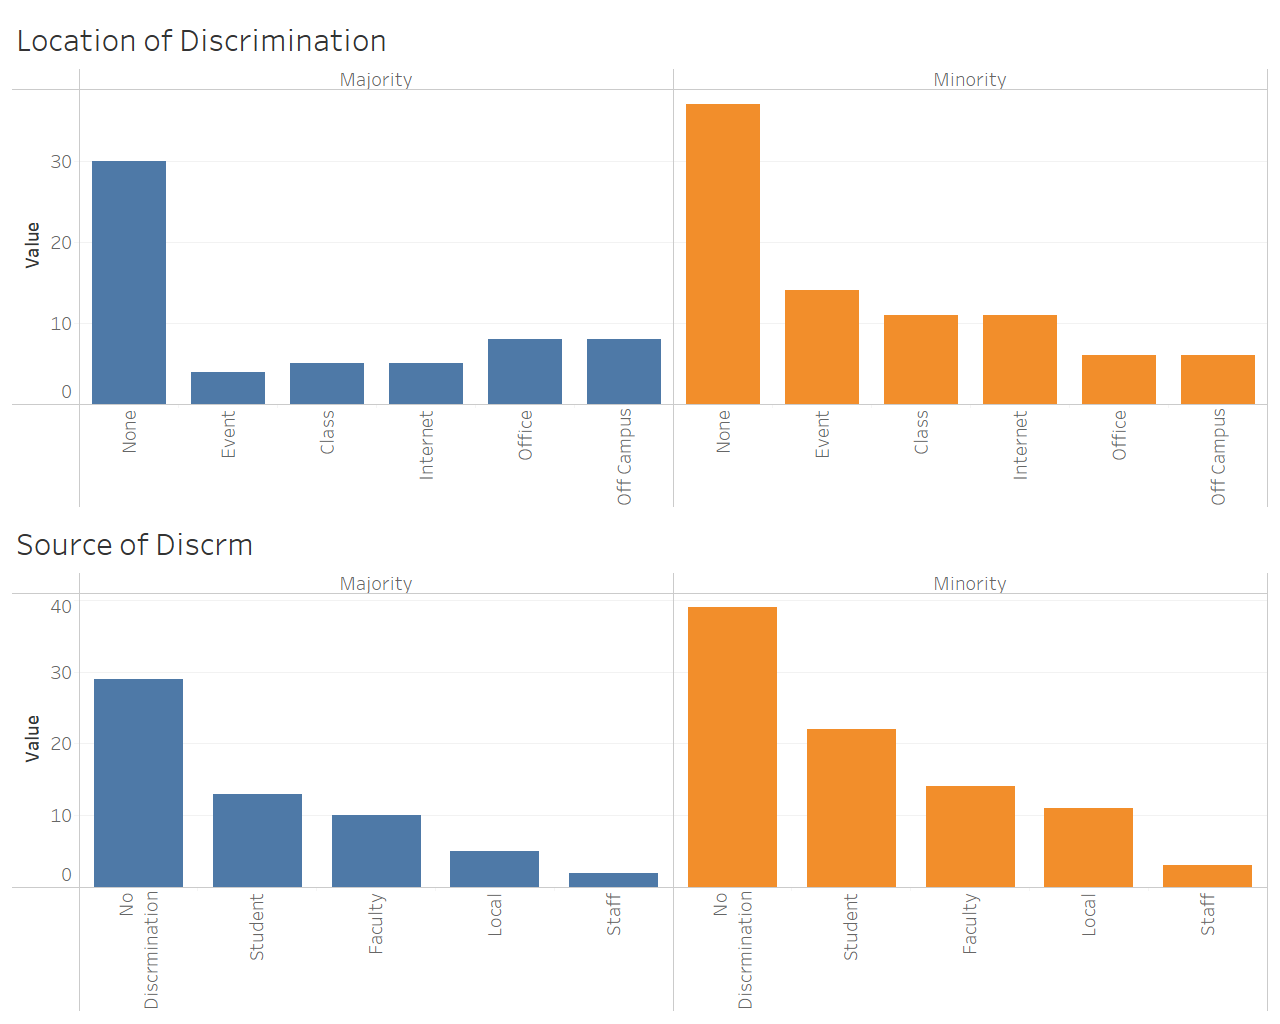 Location of Discrimination
Majority
Minority
Value
30
20
10
0
None
Event
Class
Internet
Office
Off Campus
None
Event
Class
Internet
Office
Off Campus
Source of Discrm
Majority
Minority
Value
40
30
20
10
0
No
Discrmination
Student
Faculty
Local
Staff
No
Discrmination
Student
Faculty
Local
Staff